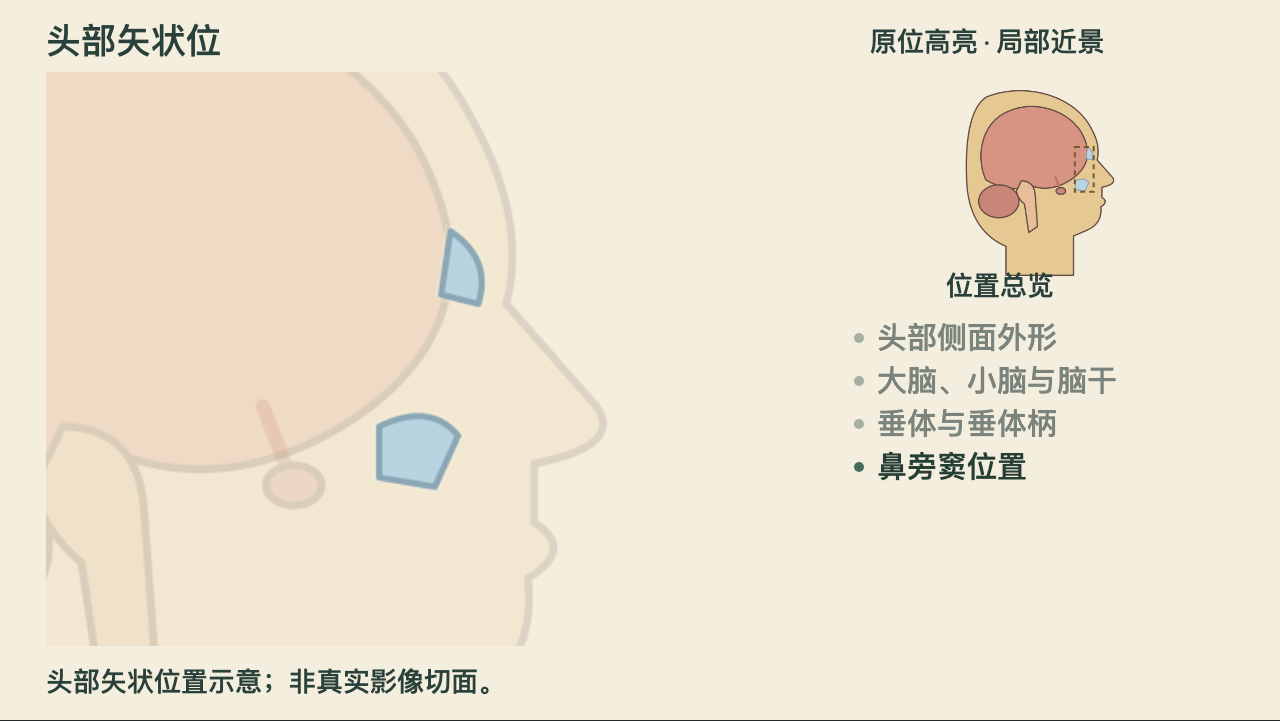 头部矢状位
原位高亮 · 局部近景
位置总览
头部侧面外形
大脑、小脑与脑干
垂体与垂体柄
鼻旁窦位置
头部矢状位置示意；非真实影像切面。